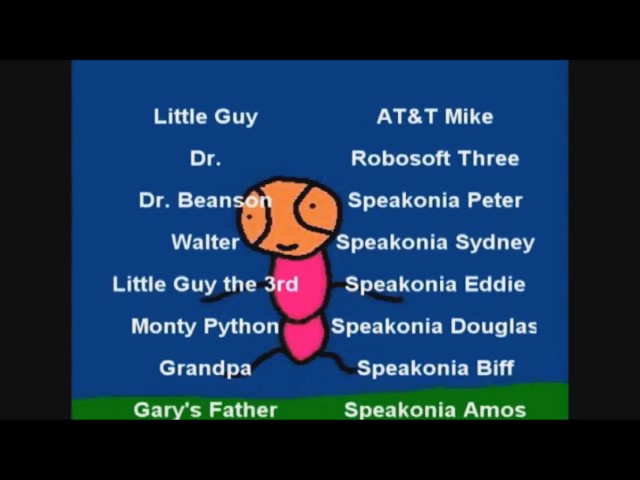 Little Guy AT&T Mike
Dr. Robosoft Three
Dr. Beanson Speakonia Peter
Walter Speakonia Sydney
Little Guy the 3rd Speakonia Eddie
Monty Python Speakonia Douglas
Grandpa Speakonia Biff
Gary's Father Speakonia Amos